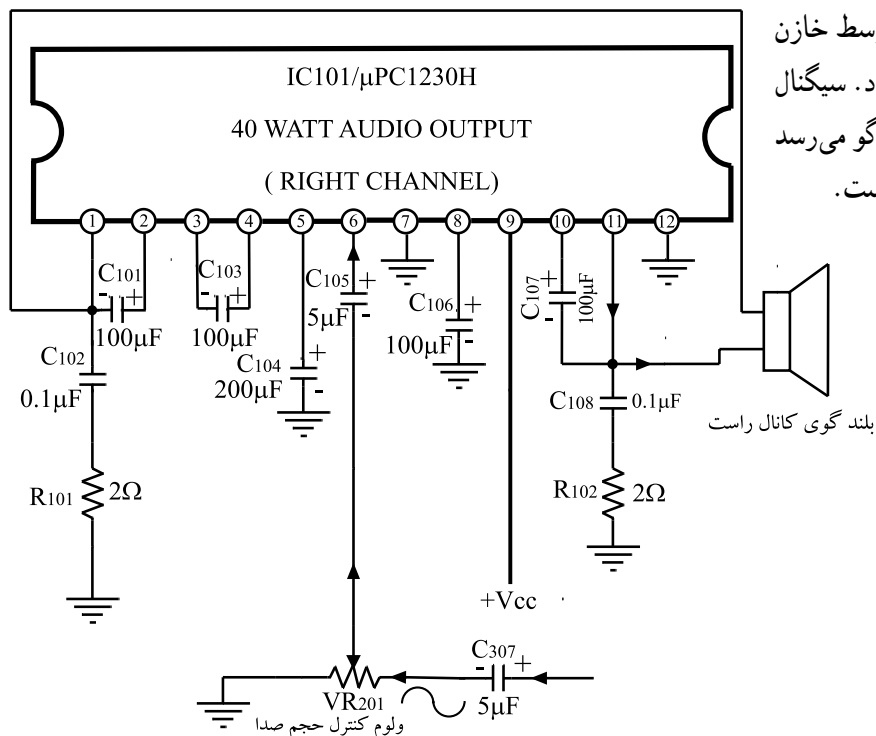 وسط خازن
د. سیگنال
گو می‌رسد
ست.
IC101/μPC1230H
40 WATT AUDIO OUTPUT
( RIGHT CHANNEL)
1 2 3 4 5 6 7 8 9 10 11 12
C101
- +
100μF
C103
- +
100μF
C105
+
5μF
-
C106
+
100μF
-
C107
+
100μF
-
C102
0.1μF
C104
+
200μF
-
C108
0.1μF
بلند گوی کانال راست
R101
2Ω
R102
2Ω
+Vcc
C307
- +
5μF
VR201
ولوم کنترل حجم صدا